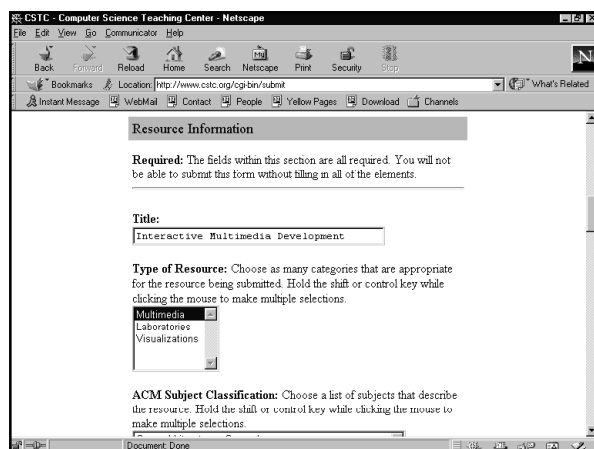 CSTC - Computer Science Teaching Center - Netscape
File Edit View Go Communicator Help
Back Forward Reload Home Search Netscape Print Security Stop
Bookmarks Location: http://www.cstc.org/cgi-bin/submit What's Related
Instant Message WebMail Contact People Yellow Pages Download Channels
Resource Information
Required: The fields within this section are all required. You will not
be able to submit this form without filling in all of the elements.
Title:
Interactive Multimedia Development
Type of Resource: Choose as many categories that are appropriate
for the resource being submitted. Hold the shift or control key while
clicking the mouse to make multiple selections.
Multimedia
Laboratories
Visualizations
ACM Subject Classification: Choose a list of subjects that describe
the resource. Hold the shift or control key while clicking the mouse to
make multiple selections.
Document: Done